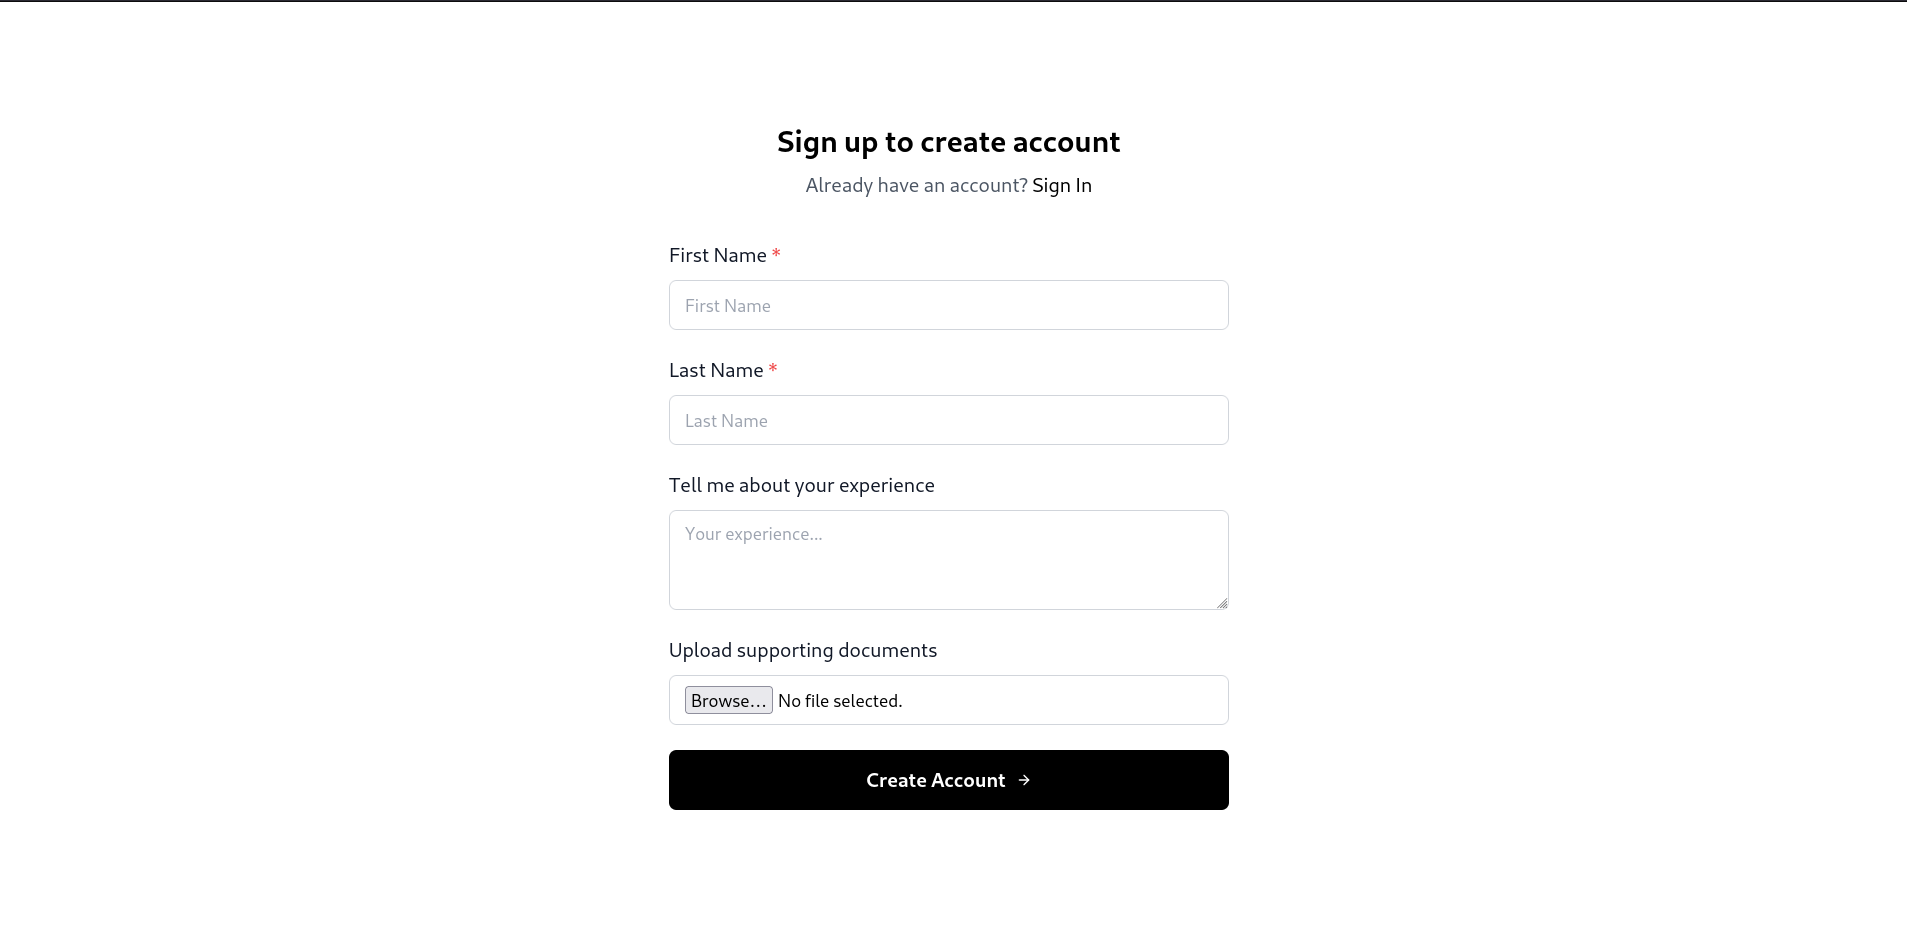 Sign up to create account
Already have an account? Sign In
First Name *
First Name
Last Name *
Last Name
Tell me about your experience
Your experience...
Upload supporting documents
Browse... No file selected.
Create Account →